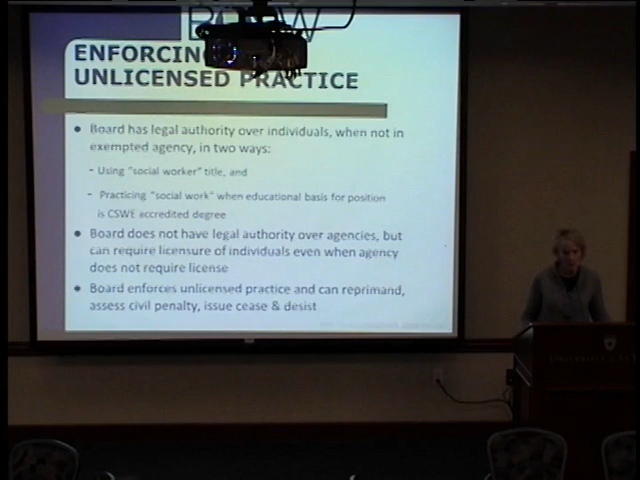 ENFORCING
UNLICENSED PRACTICE
• Board has legal authority over individuals, when not in
exempted agency, in two ways:
- Using "social worker" title, and
- Practicing "social work" when educational basis for position
is CSWE accredited degree
• Board does not have legal authority over agencies, but
can require licensure of individuals even when agency
does not require license
• Board enforces unlicensed practice and can reprimand,
assess civil penalty, issue cease & desist
UNIVERSITY